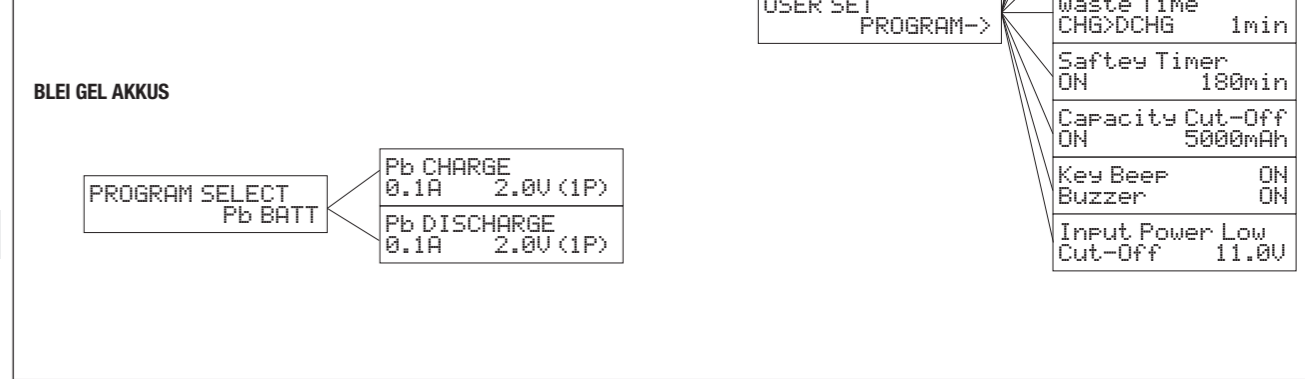 BLEI GEL AKKUS
PROGRAM SELECT
Pb BATT
Pb CHARGE
0.1A 2.0V (1P)
Pb DISCHARGE
0.1A 2.0V (1P)
USER SET
PROGRAM->
Waste Time
CHG>DCHG 1min
Saftey Timer
ON 180min
Capacity Cut-Off
ON 5000mAh
Key Beep ON
Buzzer ON
Input Power Low
Cut-Off 11.0V